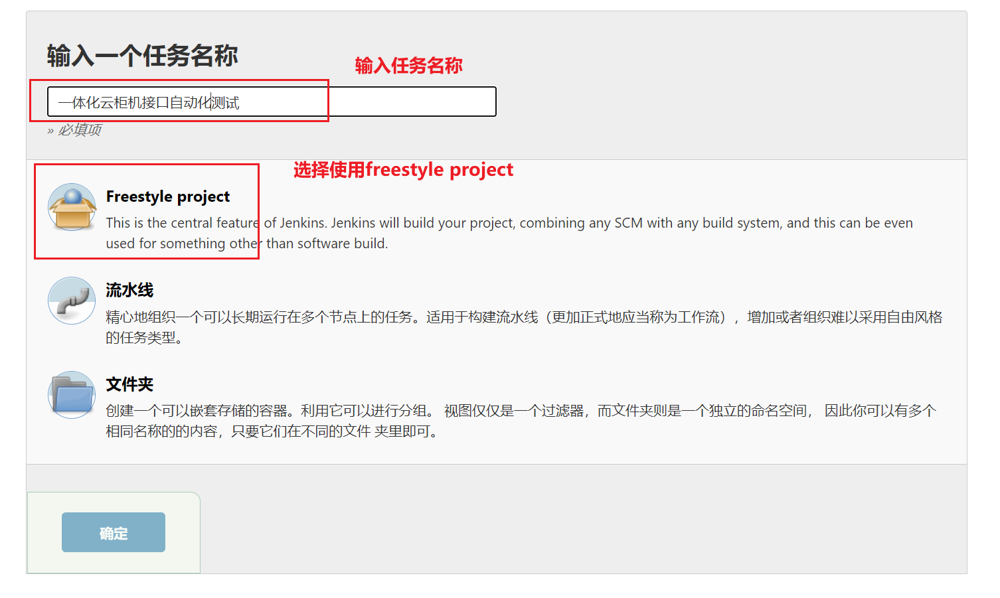 输入一个任务名称
输入任务名称
一体化云柜机接口自动化测试
» 必填项
选择使用freestyle project
Freestyle project
This is the central feature of Jenkins. Jenkins will build your project, combining any SCM with any build system, and this can be even
used for something other than software build.
流水线
精心地组织一个可以长期运行在多个节点上的任务。适用于构建流水线（更加正式地应当称为工作流），增加或者组织难以采用自由风格
的任务类型。
文件夹
创建一个可以嵌套存储的容器。利用它可以进行分组。 视图仅仅是一个过滤器，而文件夹则是一个独立的命名空间， 因此你可以有多个
相同名称的的内容，只要它们在不同的文件 夹里即可。
确定